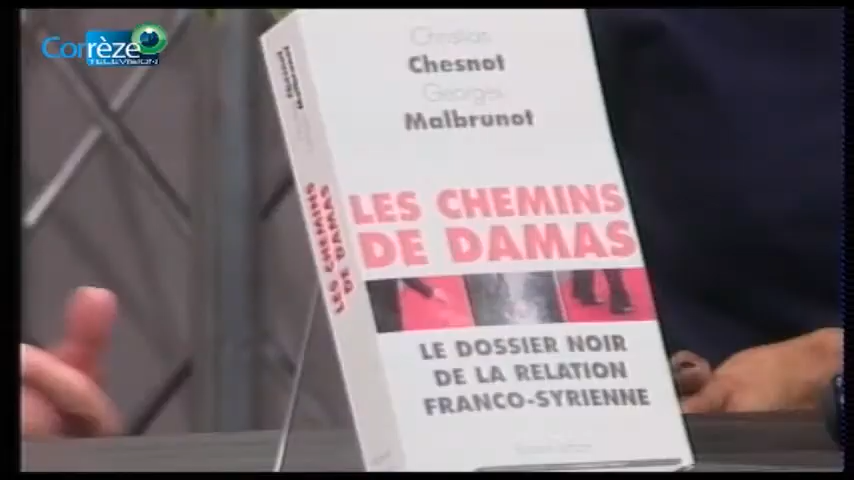 Corrèze
TELEVISION
Christian
Chesnot
Georges
Malbrunot
LES CHEMINS
DE DAMAS
LE DOSSIER NOIR
DE LA RELATION
FRANCO-SYRIENNE
LES CHEMINS
DE DAMAS